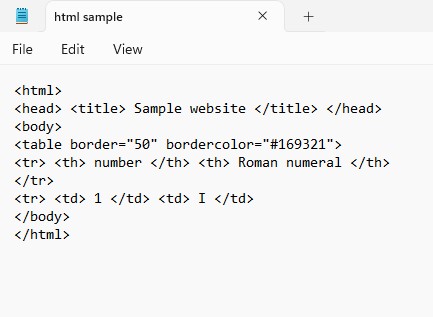 html sample
File Edit View
<html>
<head> <title> Sample website </title> </head>
<body>
<table border="50" bordercolor="#169321">
<tr> <th> number </th> <th> Roman numeral </th>
</tr>
<tr> <td> 1 </td> <td> I </td>
</body>
</html>